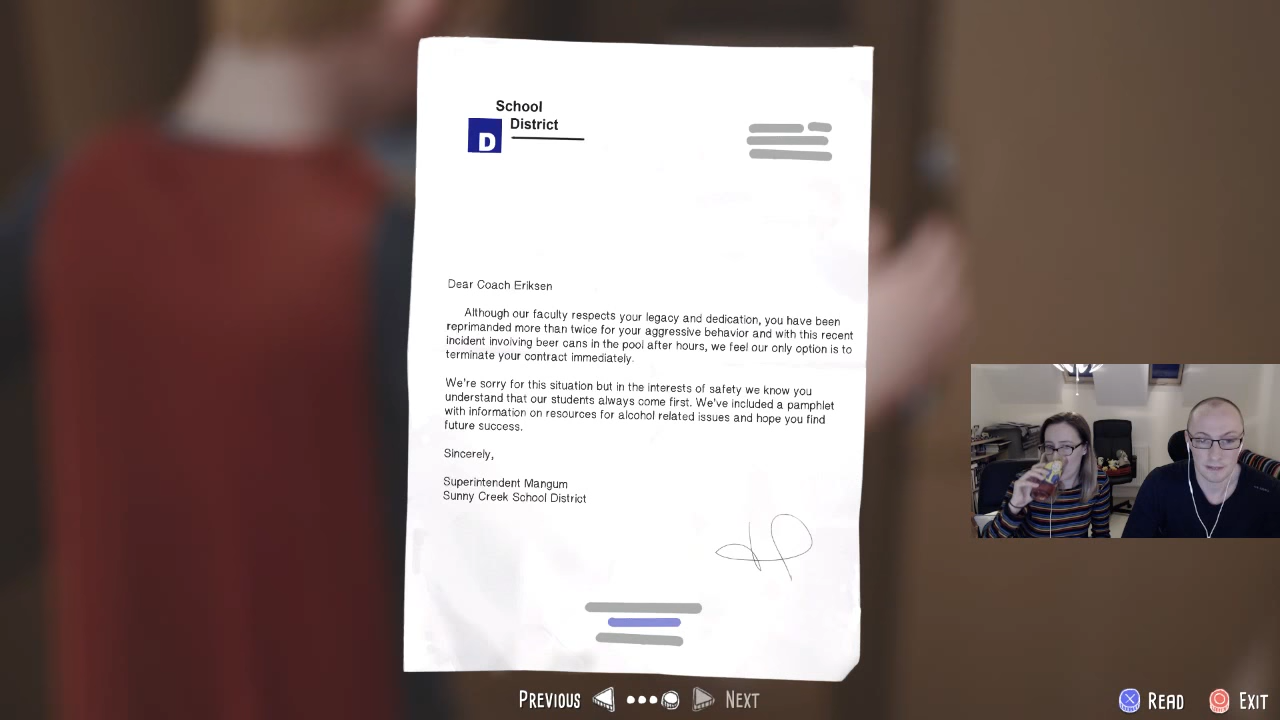 School
District
D
Dear Coach Eriksen
Although our faculty respects your legacy and dedication, you have been
reprimanded more than twice for your aggressive behavior and with this recent
incident involving beer cans in the pool after hours, we feel our only option is to
terminate your contract immediately.
We're sorry for this situation but in the interests of safety we know you
understand that our students always come first. We've included a pamphlet
with information on resources for alcohol related issues and hope you find
future success.
Sincerely,
Superintendent Mangum
Sunny Creek School District
PREVIOUS
NEXT
READ
EXIT